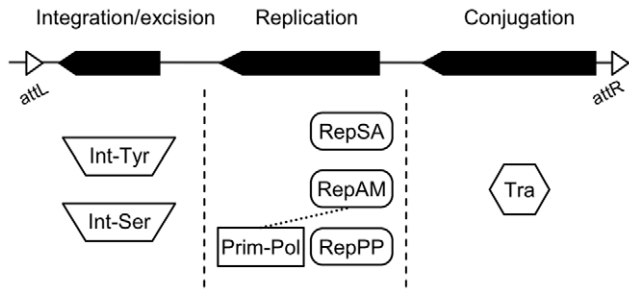 Integration/excision Replication Conjugation
attL attR
Int-Tyr
Int-Ser
RepSA
RepAM
Prim-Pol RepPP
Tra